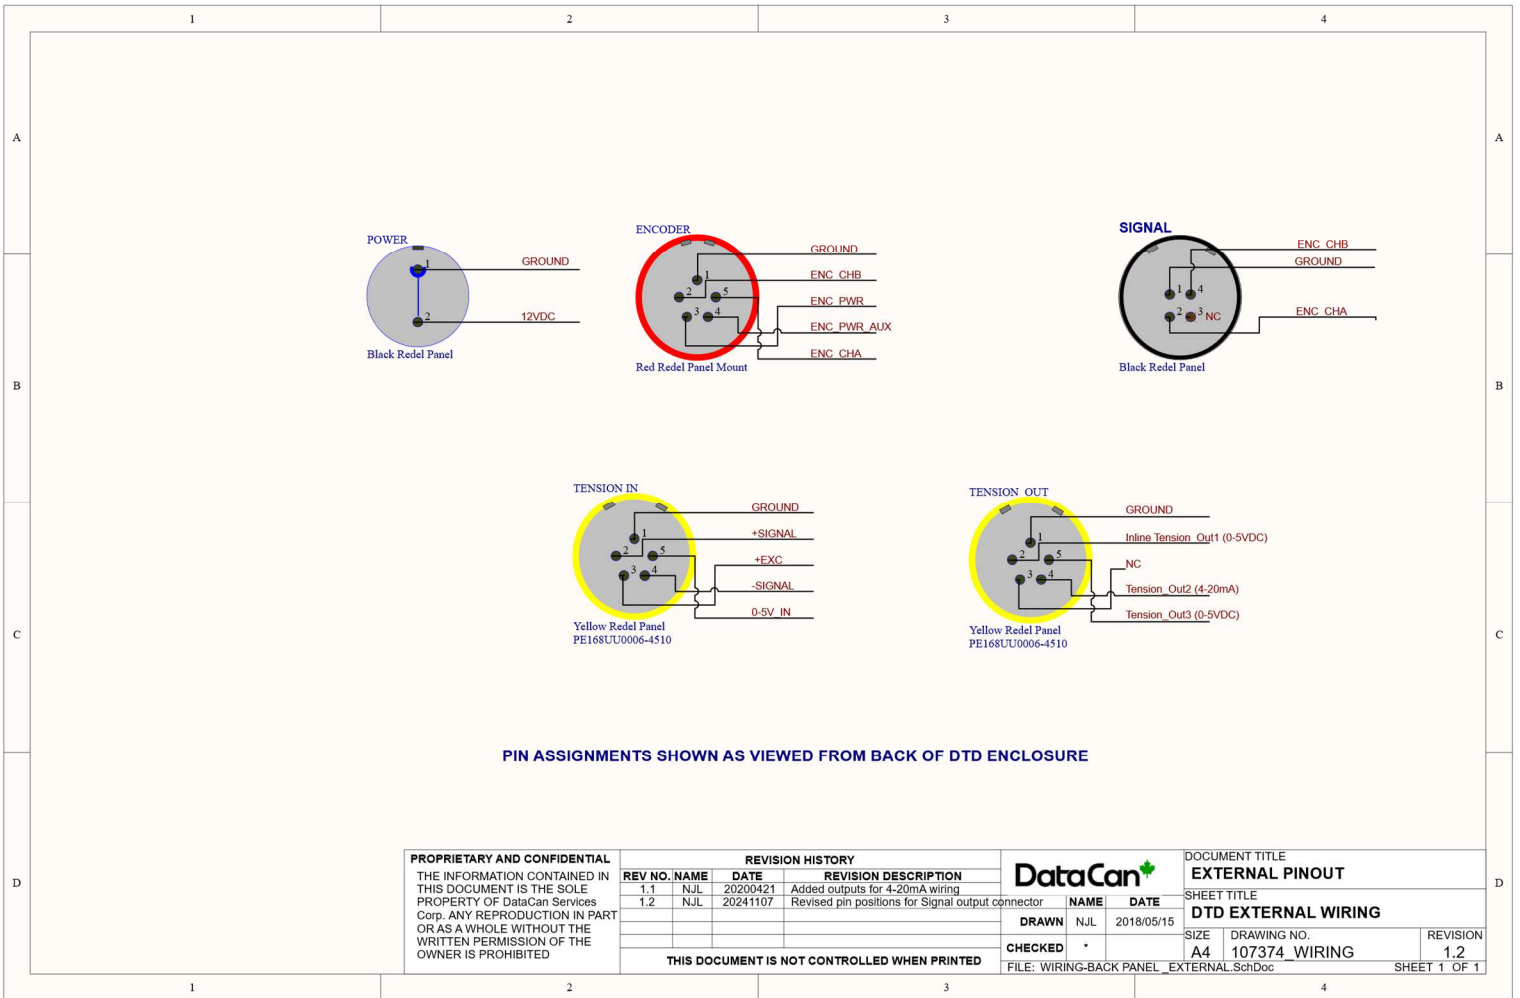 1 2 3 4
A A
B B
C C
D D
POWER
1
2
GROUND
12VDC
Black Redel Panel
ENCODER
1
2
5
3
4
GROUND
ENC_CHB
ENC_PWR
ENC_PWR_AUX
ENC_CHA
Red Redel Panel Mount
SIGNAL
1
4
2
3
NC
ENC_CHB
GROUND
ENC_CHA
Black Redel Panel
TENSION IN
1
2
5
3
4
GROUND
+SIGNAL
+EXC
-SIGNAL
0-5V_IN
Yellow Redel Panel
PE168UU0006-4510
TENSION_OUT
1
2
5
3
4
GROUND
Inline Tension_Out1 (0-5VDC)
NC
Tension_Out2 (4-20mA)
Tension_Out3 (0-5VDC)
Yellow Redel Panel
PE168UU0006-4510
PIN ASSIGNMENTS SHOWN AS VIEWED FROM BACK OF DTD ENCLOSURE
PROPRIETARY AND CONFIDENTIAL
THE INFORMATION CONTAINED IN
THIS DOCUMENT IS THE SOLE
PROPERTY OF DataCan Services
Corp. ANY REPRODUCTION IN PART
OR AS A WHOLE WITHOUT THE
WRITTEN PERMISSION OF THE
OWNER IS PROHIBITED
REVISION HISTORY
REV NO. NAME DATE REVISION DESCRIPTION
1.1 NJL 20200421 Added outputs for 4-20mA wiring
1.2 NJL 20241107 Revised pin positions for Signal output connector
THIS DOCUMENT IS NOT CONTROLLED WHEN PRINTED
DataCan
NAME DATE
DRAWN NJL 2018/05/15
CHECKED *
FILE: WIRING-BACK PANEL _EXTERNAL.SchDoc
DOCUMENT TITLE
EXTERNAL PINOUT
SHEET TITLE
DTD EXTERNAL WIRING
SIZE DRAWING NO. REVISION
A4 107374_WIRING 1.2
SHEET 1 OF 1
1 2 3 4